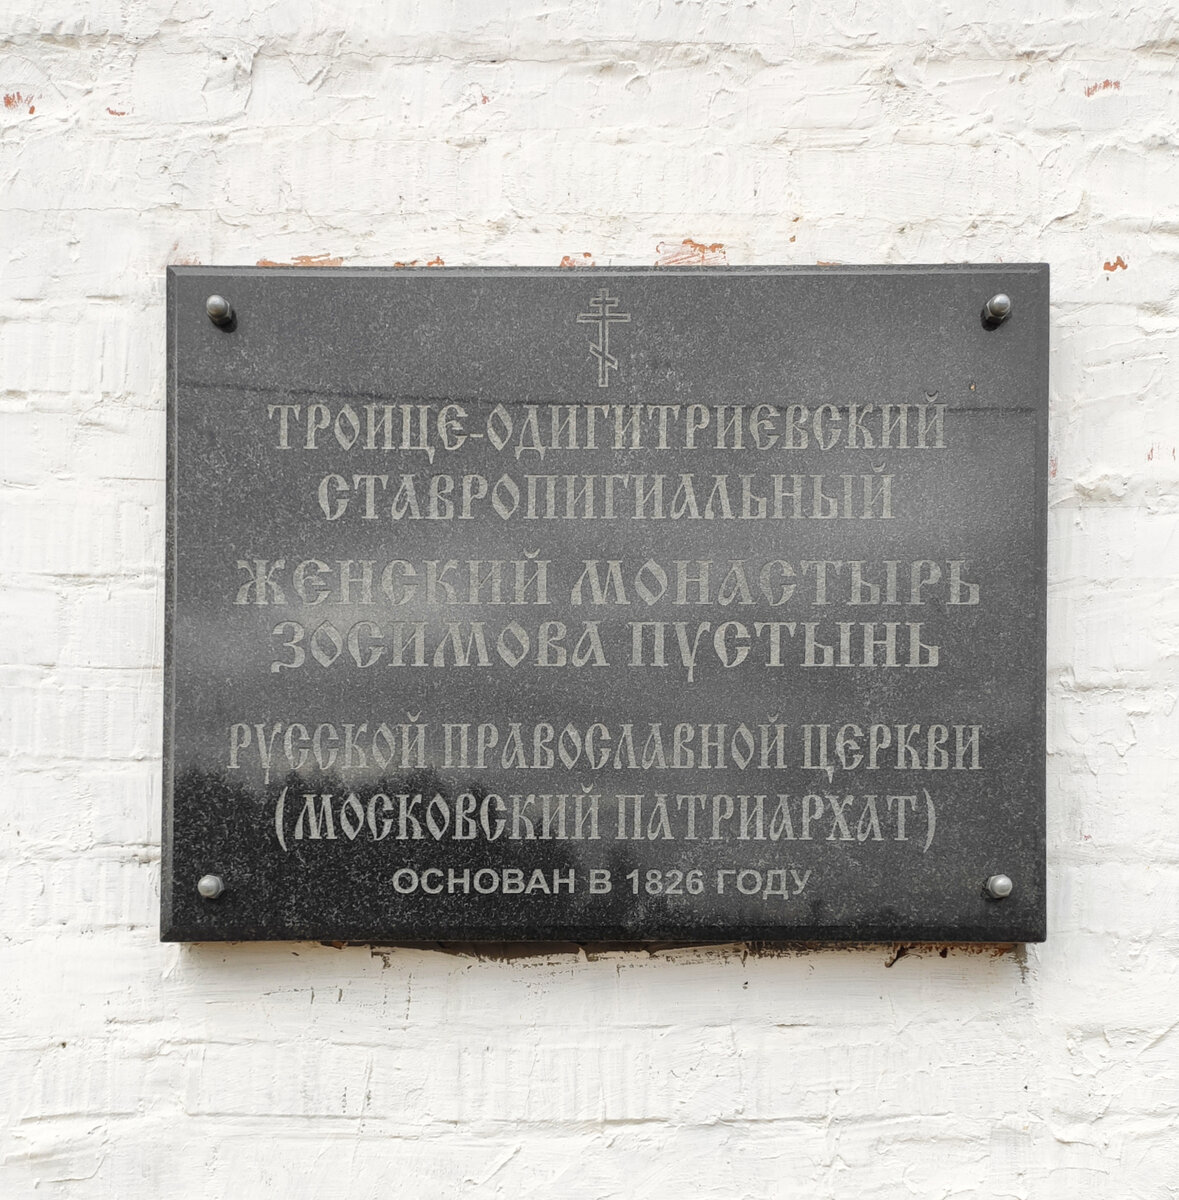 ТРОИЦЕ-ОДИГИТРИЕВСКИЙ
СТАВРОПИГИАЛЬНЫЙ
ЖЕНСКИЙ МОНАСТЫРЬ
ЗОСИМОВА ПУСТЫНЬ
РУССКОЙ ПРАВОСЛАВНОЙ ЦЕРКВИ
(МОСКОВСКИЙ ПАТРИАРХАТ)
ОСНОВАН В 1826 ГОДУ